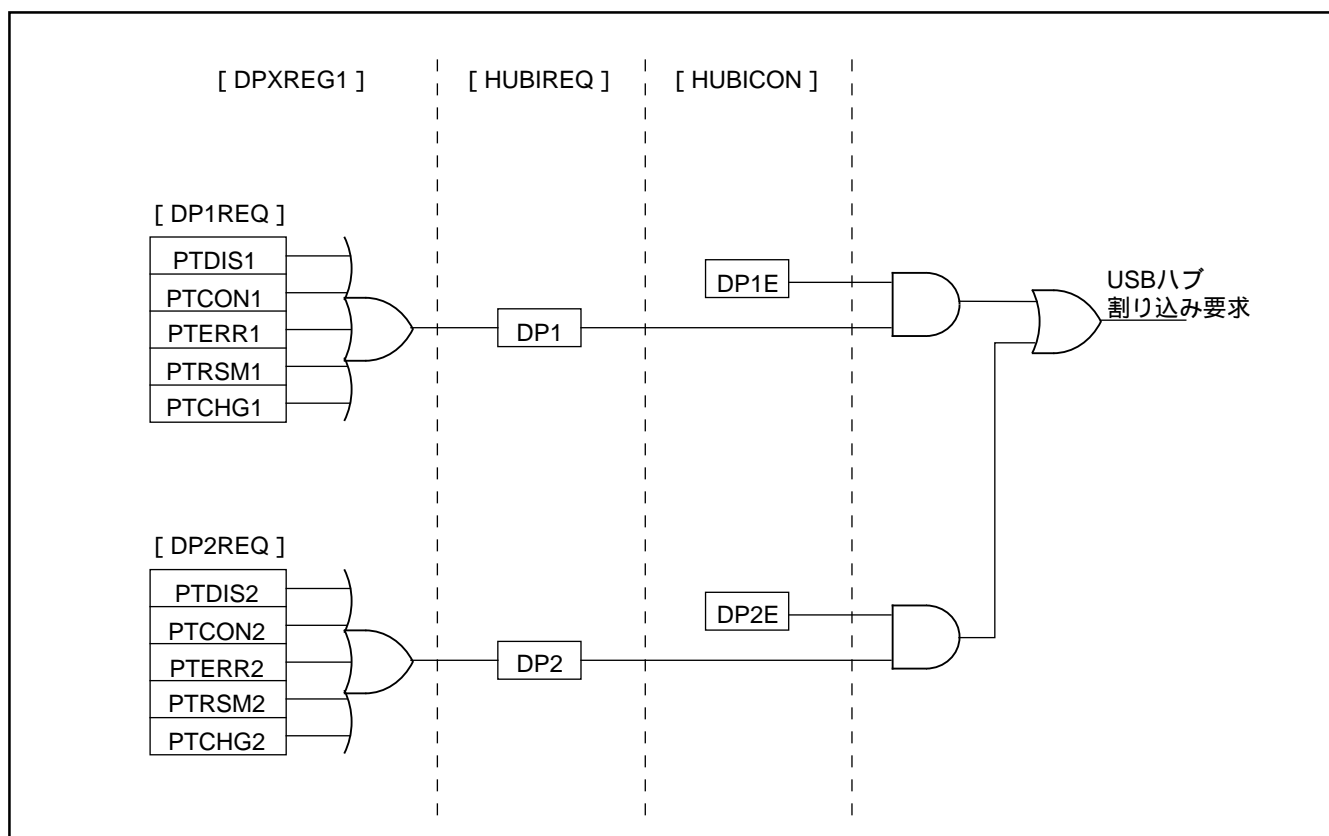 [ DPXREG1 ]
[ HUBIREQ ]
[ HUBICON ]
[ DP1REQ ]
PTDIS1
PTCON1
PTERR1
PTRSM1
PTCHG1
DP1
DP1E
USBハブ
割り込み要求
[ DP2REQ ]
PTDIS2
PTCON2
PTERR2
PTRSM2
PTCHG2
DP2
DP2E